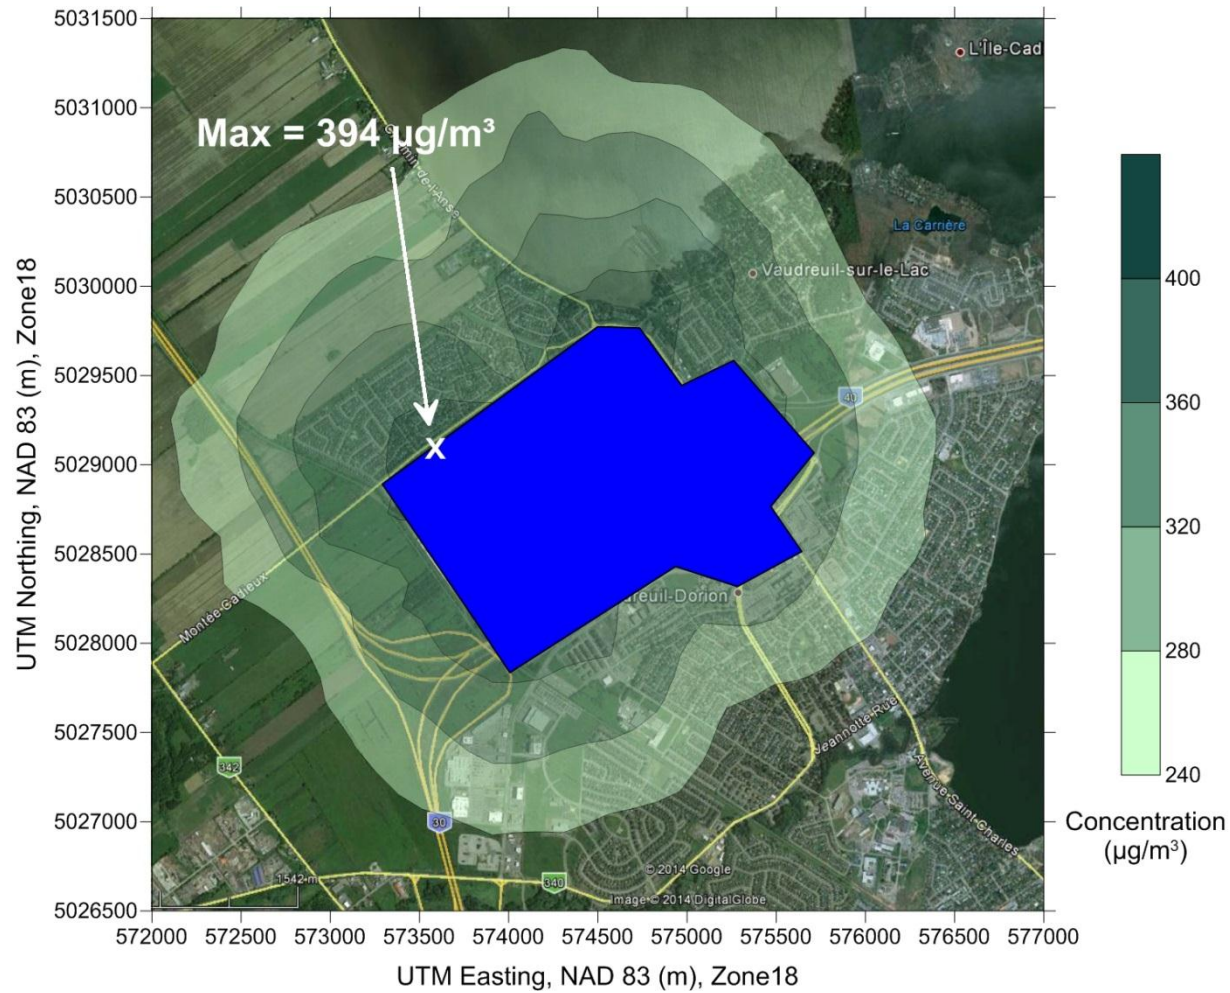 5031500
5031000
5030500
5030000
5029500
5029000
5028500
5028000
5027500
5027000
5026500
UTM Northing, NAD 83 (m), Zone18
L'Île-Cad
Max = 394 µg/m³
Chemin de l'Anse
La Carrière
Vaudreuil-sur-le-Lac
40
X
reuil-Dorion
Montée Cadieux
Jeannotte Rue
Avenue Saint-Charles
342
30
340
1542 m
© 2014 Google
Image © 2014 DigitalGlobe
572000 572500 573000 573500 574000 574500 575000 575500 576000 576500 577000
UTM Easting, NAD 83 (m), Zone18
400
360
320
280
240
Concentration
(µg/m³)